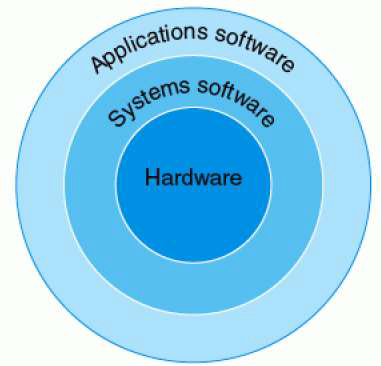 Applications software
Systems software
Hardware